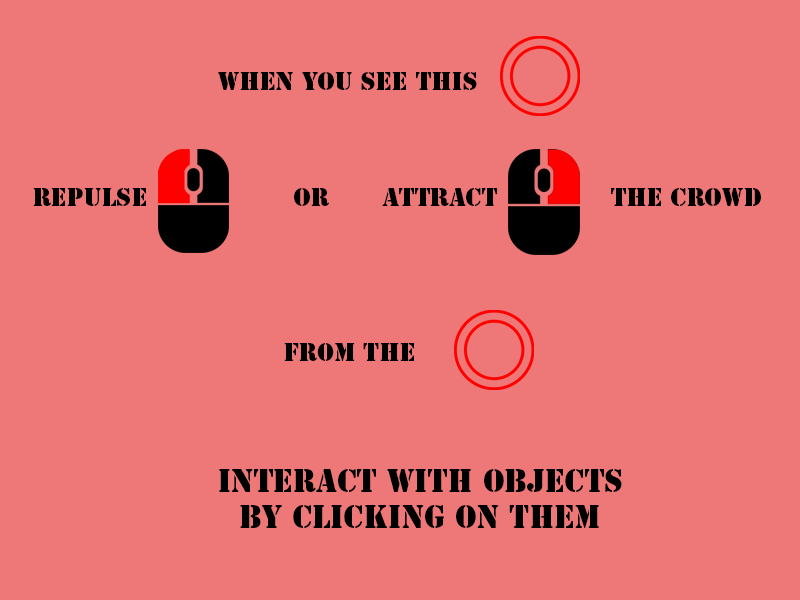 WHEN YOU SEE THIS
REPULSE OR ATTRACT THE CROWD
FROM THE
INTERACT WITH OBJECTS
BY CLICKING ON THEM